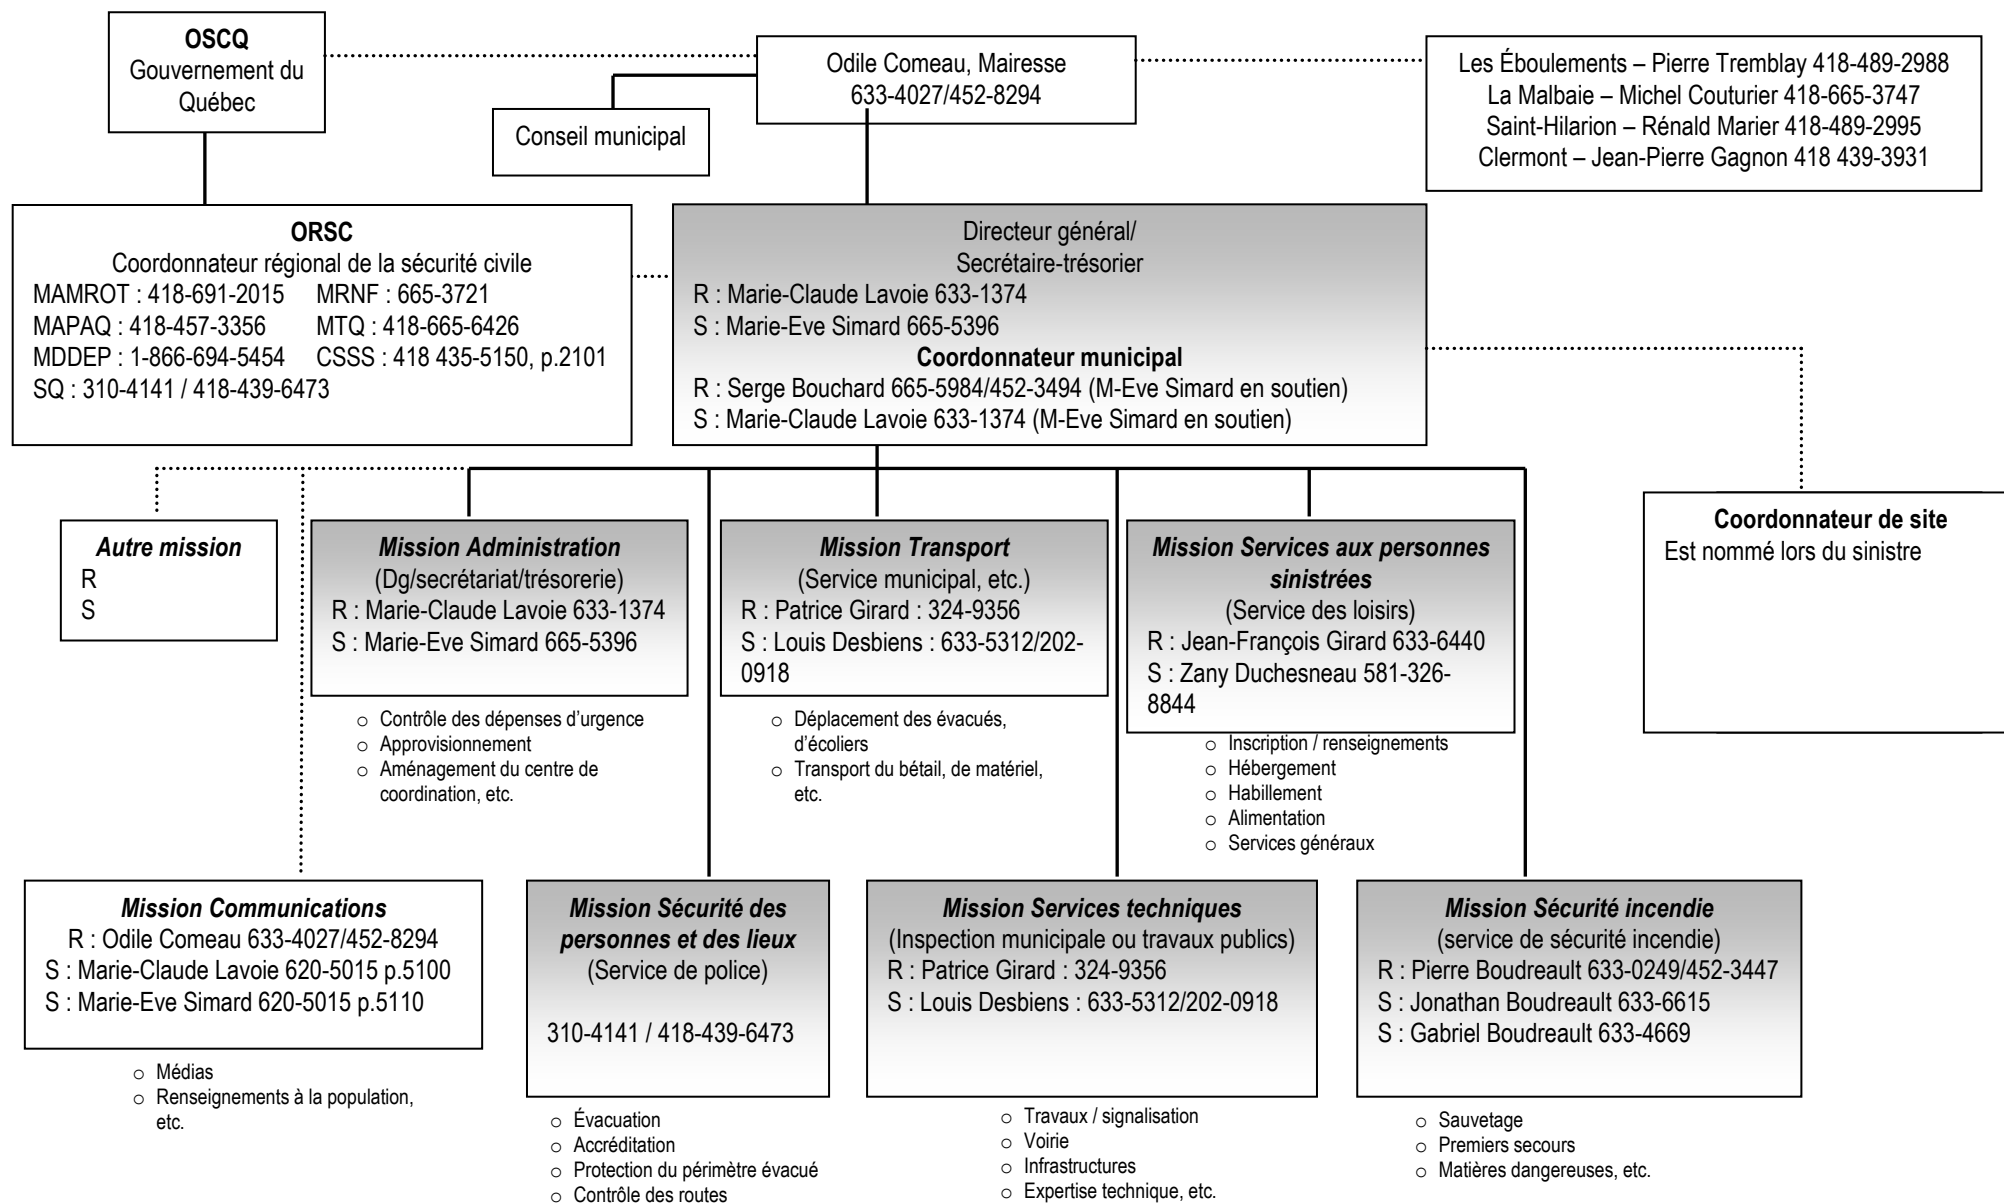 OSCQ
Gouvernement du
Québec
Odile Comeau, Mairesse
633-4027/452-8294
Conseil municipal
Les Éboulements – Pierre Tremblay 418-489-2988
La Malbaie – Michel Couturier 418-665-3747
Saint-Hilarion – Rénald Marier 418-489-2995
Clermont – Jean-Pierre Gagnon 418 439-3931
ORSC
Coordonnateur régional de la sécurité civile
MAMROT : 418-691-2015 MRNF : 665-3721
MAPAQ : 418-457-3356 MTQ : 418-665-6426
MDDEP : 1-866-694-5454 CSSS : 418 435-5150, p.2101
SQ : 310-4141 / 418-439-6473
Directeur général/
Secrétaire-trésorier
R : Marie-Claude Lavoie 633-1374
S : Marie-Eve Simard 665-5396
Coordonnateur municipal
R : Serge Bouchard 665-5984/452-3494 (M-Eve Simard en soutien)
S : Marie-Claude Lavoie 633-1374 (M-Eve Simard en soutien)
Autre mission
R
S
Mission Administration
(Dg/secrétariat/trésorerie)
R : Marie-Claude Lavoie 633-1374
S : Marie-Eve Simard 665-5396
o Contrôle des dépenses d'urgence
o Approvisionnement
o Aménagement du centre de
coordination, etc.
Mission Transport
(Service municipal, etc.)
R : Patrice Girard : 324-9356
S : Louis Desbiens : 633-5312/202-
0918
o Déplacement des évacués,
d'écoliers
o Transport du bétail, de matériel,
etc.
Mission Services aux personnes
sinistrées
(Service des loisirs)
R : Jean-François Girard 633-6440
S : Zany Duchesneau 581-326-
8844
o Inscription / renseignements
o Hébergement
o Habillement
o Alimentation
o Services généraux
Coordonnateur de site
Est nommé lors du sinistre
Mission Communications
R : Odile Comeau 633-4027/452-8294
S : Marie-Claude Lavoie 620-5015 p.5100
S : Marie-Eve Simard 620-5015 p.5110
o Médias
o Renseignements à la population,
etc.
Mission Sécurité des
personnes et des lieux
(Service de police)
310-4141 / 418-439-6473
o Évacuation
o Accréditation
o Protection du périmètre évacué
o Contrôle des routes
Mission Services techniques
(Inspection municipale ou travaux publics)
R : Patrice Girard : 324-9356
S : Louis Desbiens : 633-5312/202-0918
o Travaux / signalisation
o Voirie
o Infrastructures
o Expertise technique, etc.
Mission Sécurité incendie
(service de sécurité incendie)
R : Pierre Boudreault 633-0249/452-3447
S : Jonathan Boudreault 633-6615
S : Gabriel Boudreault 633-4669
o Sauvetage
o Premiers secours
o Matières dangereuses, etc.